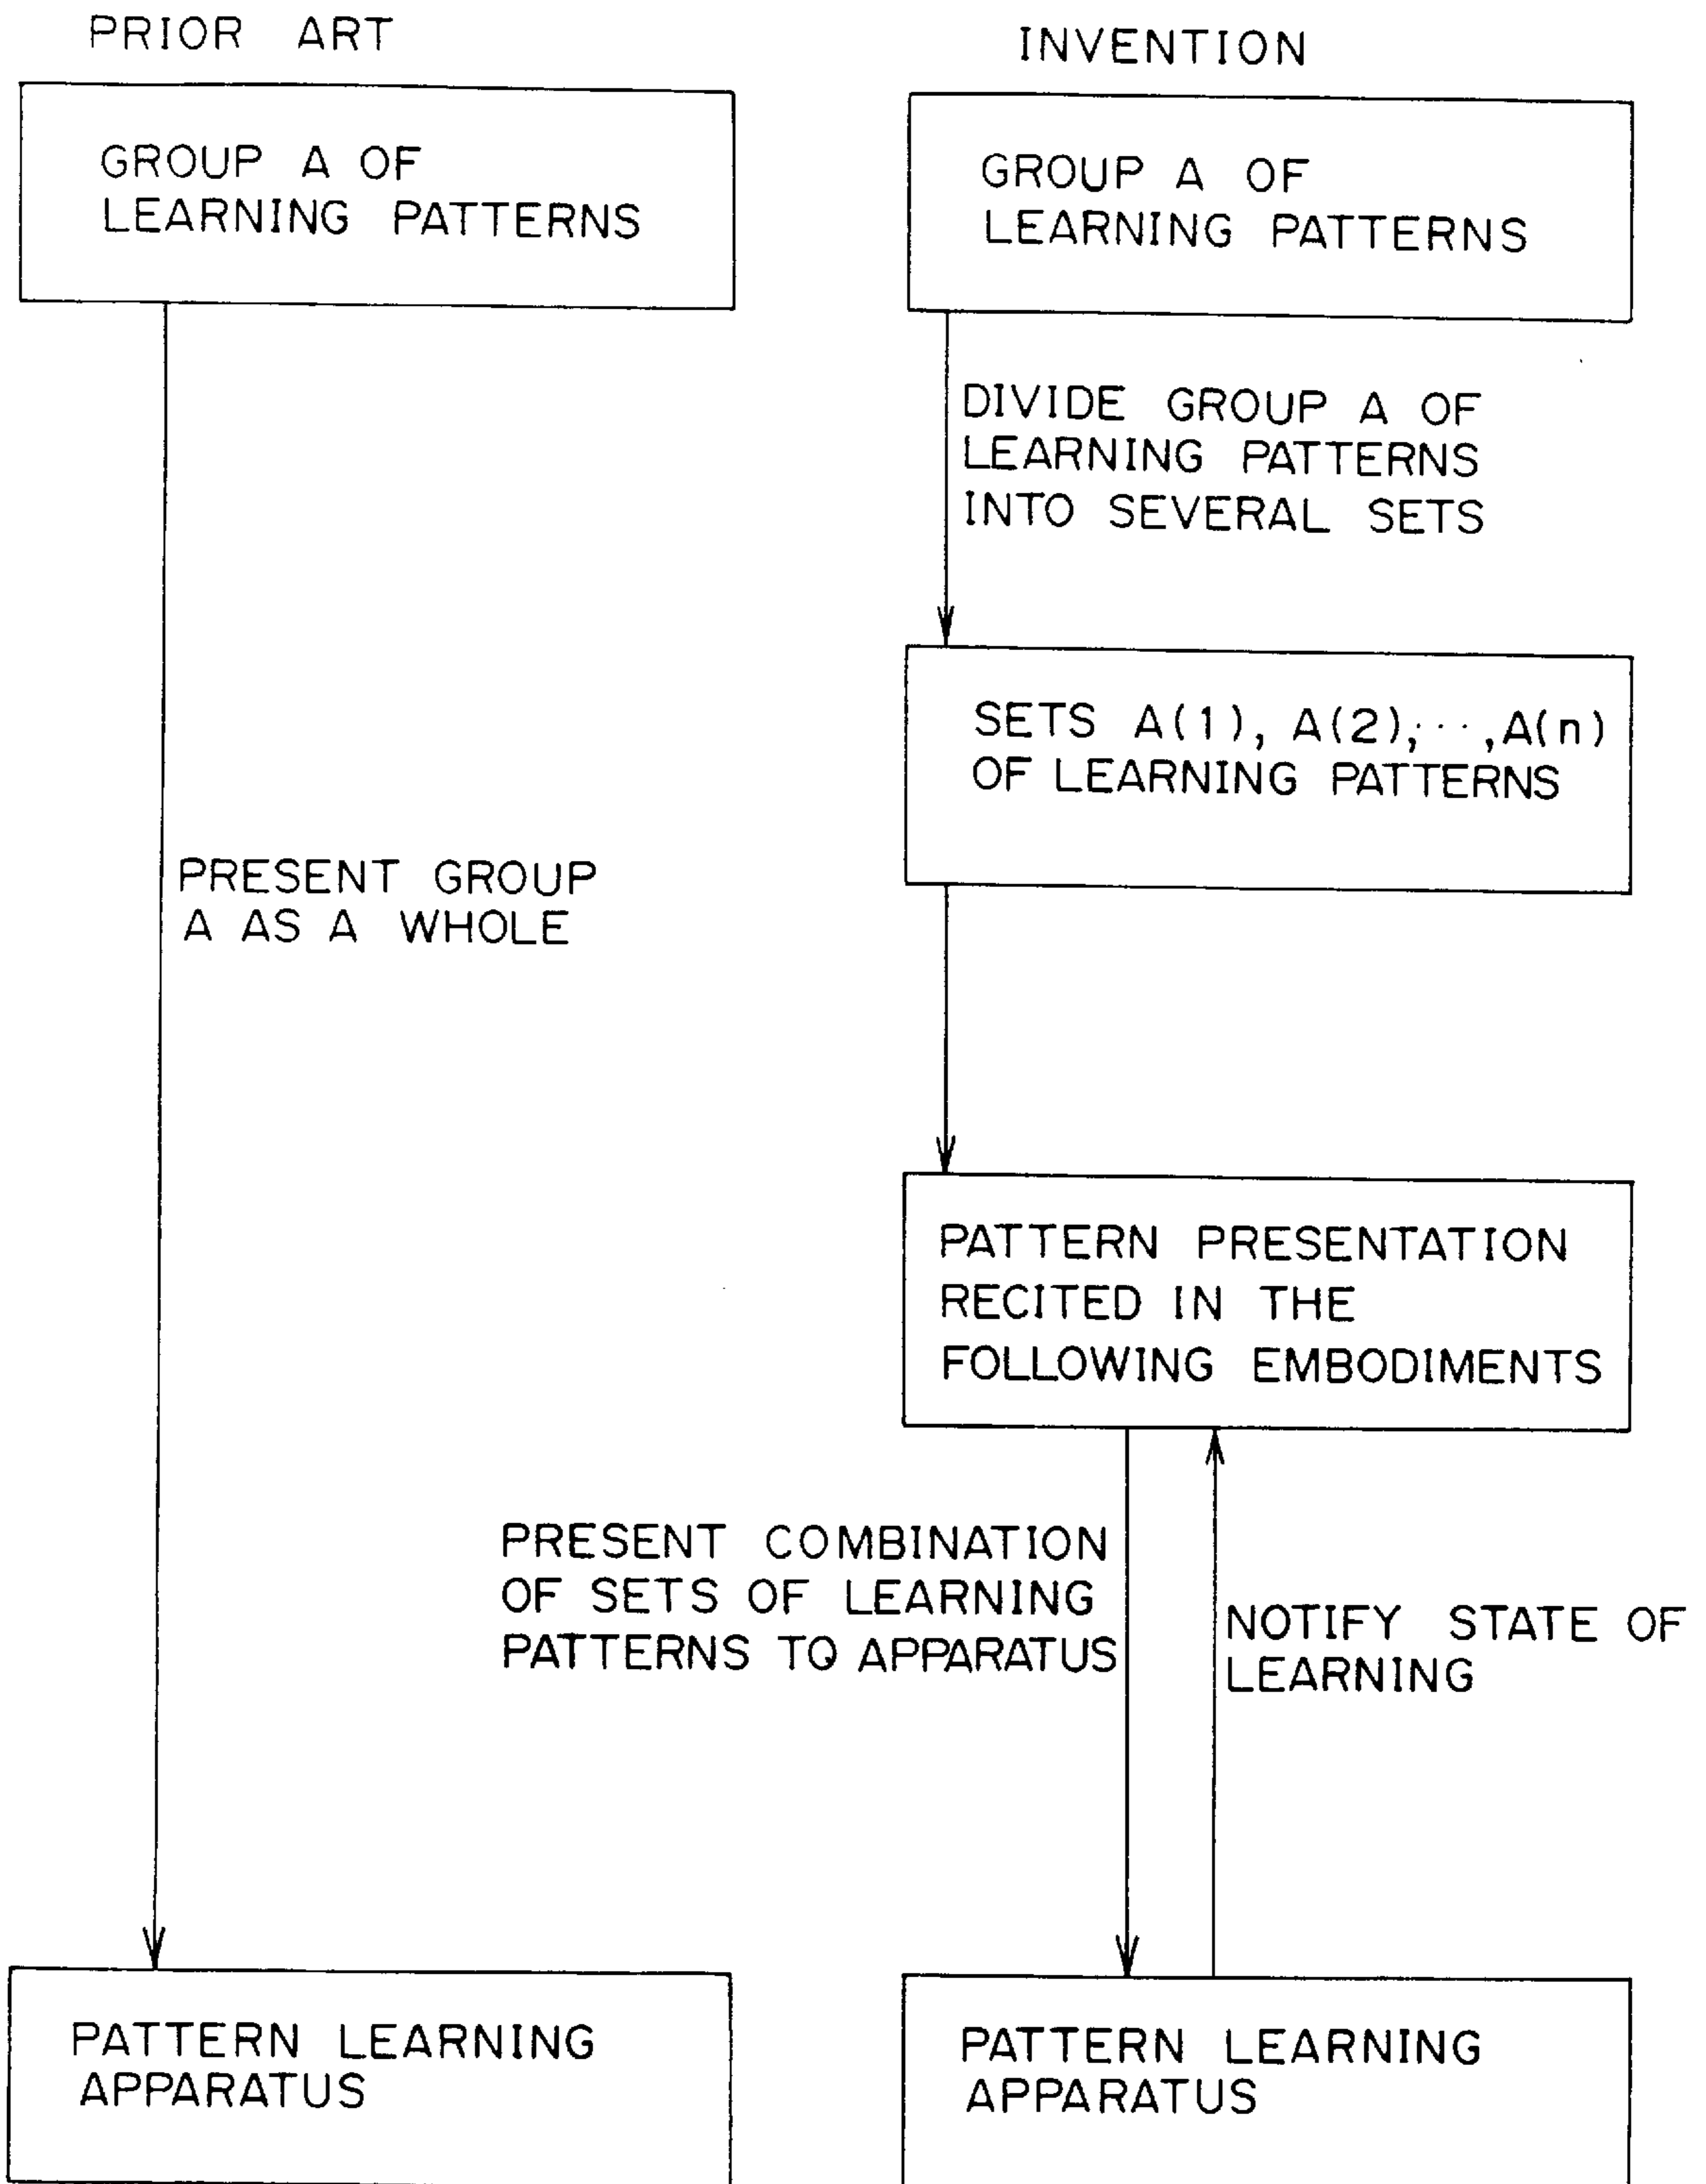 PRIOR ART
GROUP A OF
LEARNING PATTERNS
PRESENT GROUP
A AS A WHOLE
PATTERN LEARNING
APPARATUS
INVENTION
GROUP A OF
LEARNING PATTERNS
DIVIDE GROUP A OF
LEARNING PATTERNS
INTO SEVERAL SETS
SETS A(1), A(2),···,A(n)
OF LEARNING PATTERNS
PATTERN PRESENTATION
RECITED IN THE
FOLLOWING EMBODIMENTS
PRESENT COMBINATION
OF SETS OF LEARNING
PATTERNS TO APPARATUS
NOTIFY STATE OF
LEARNING
PATTERN LEARNING
APPARATUS